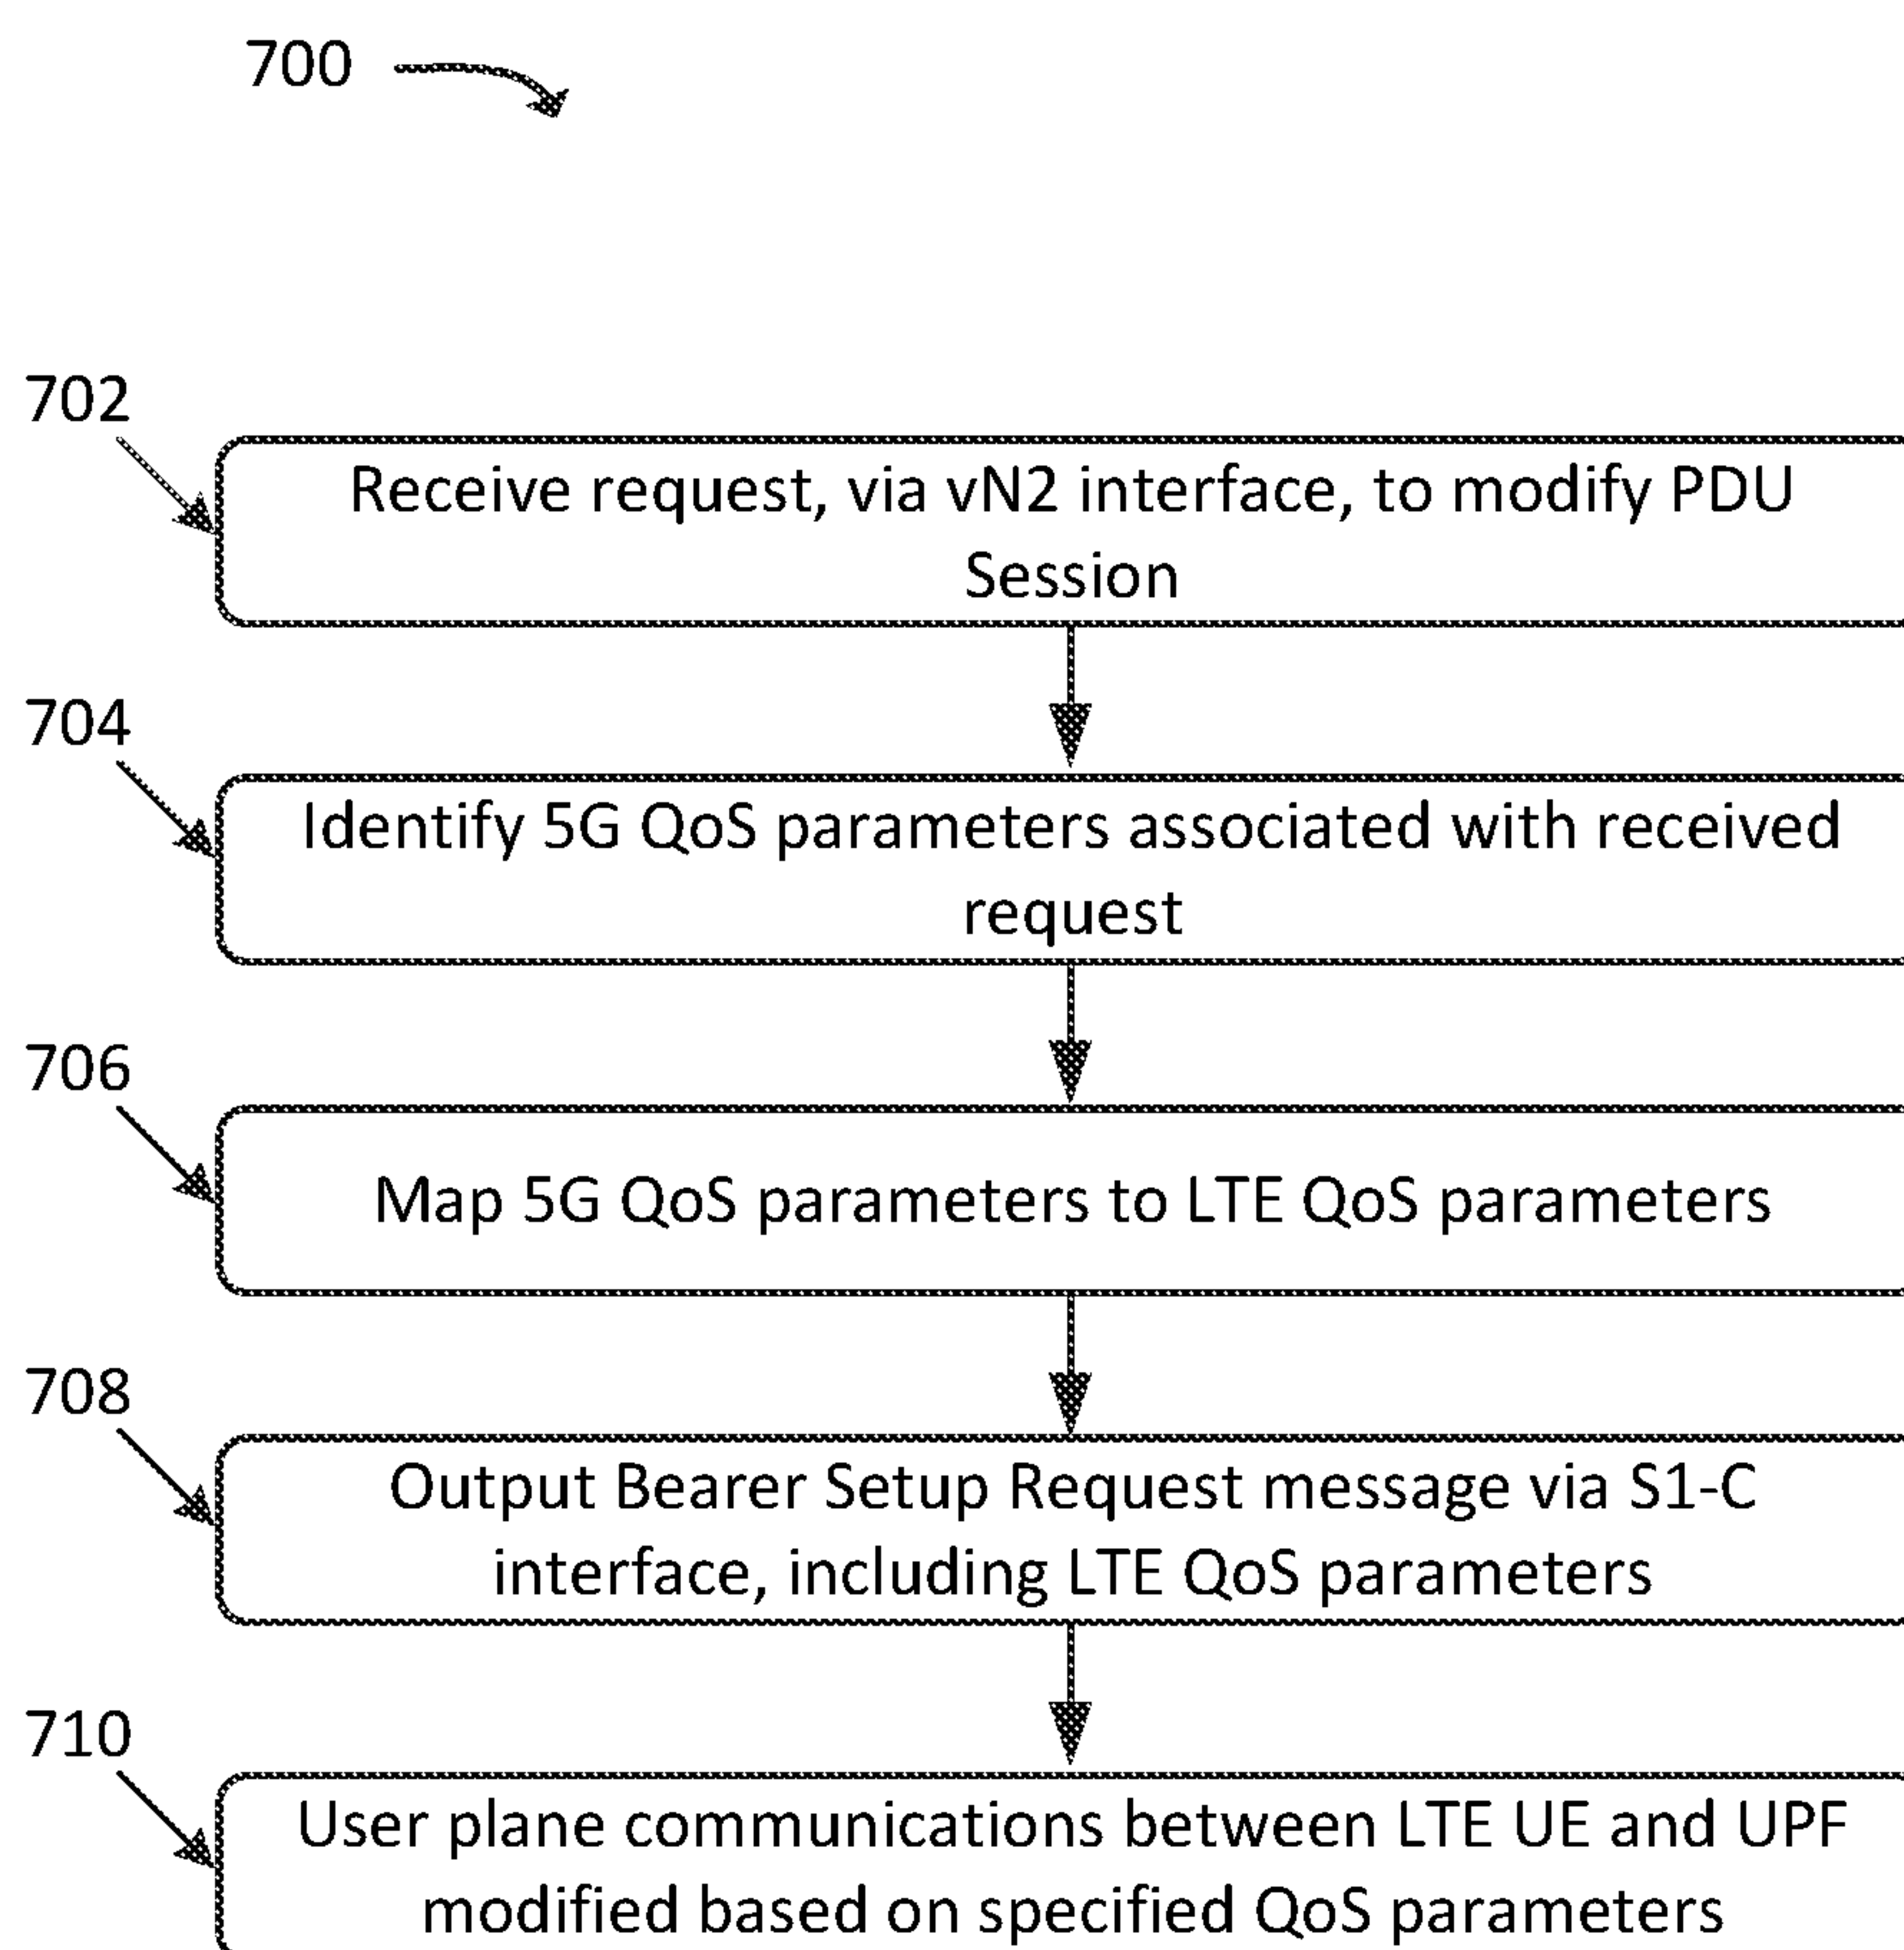 700
702
Receive request, via vN2 interface, to modify PDU
Session
704
Identify 5G QoS parameters associated with received
request
706
Map 5G QoS parameters to LTE QoS parameters
708
Output Bearer Setup Request message via S1-C
interface, including LTE QoS parameters
710
User plane communications between LTE UE and UPF
modified based on specified QoS parameters